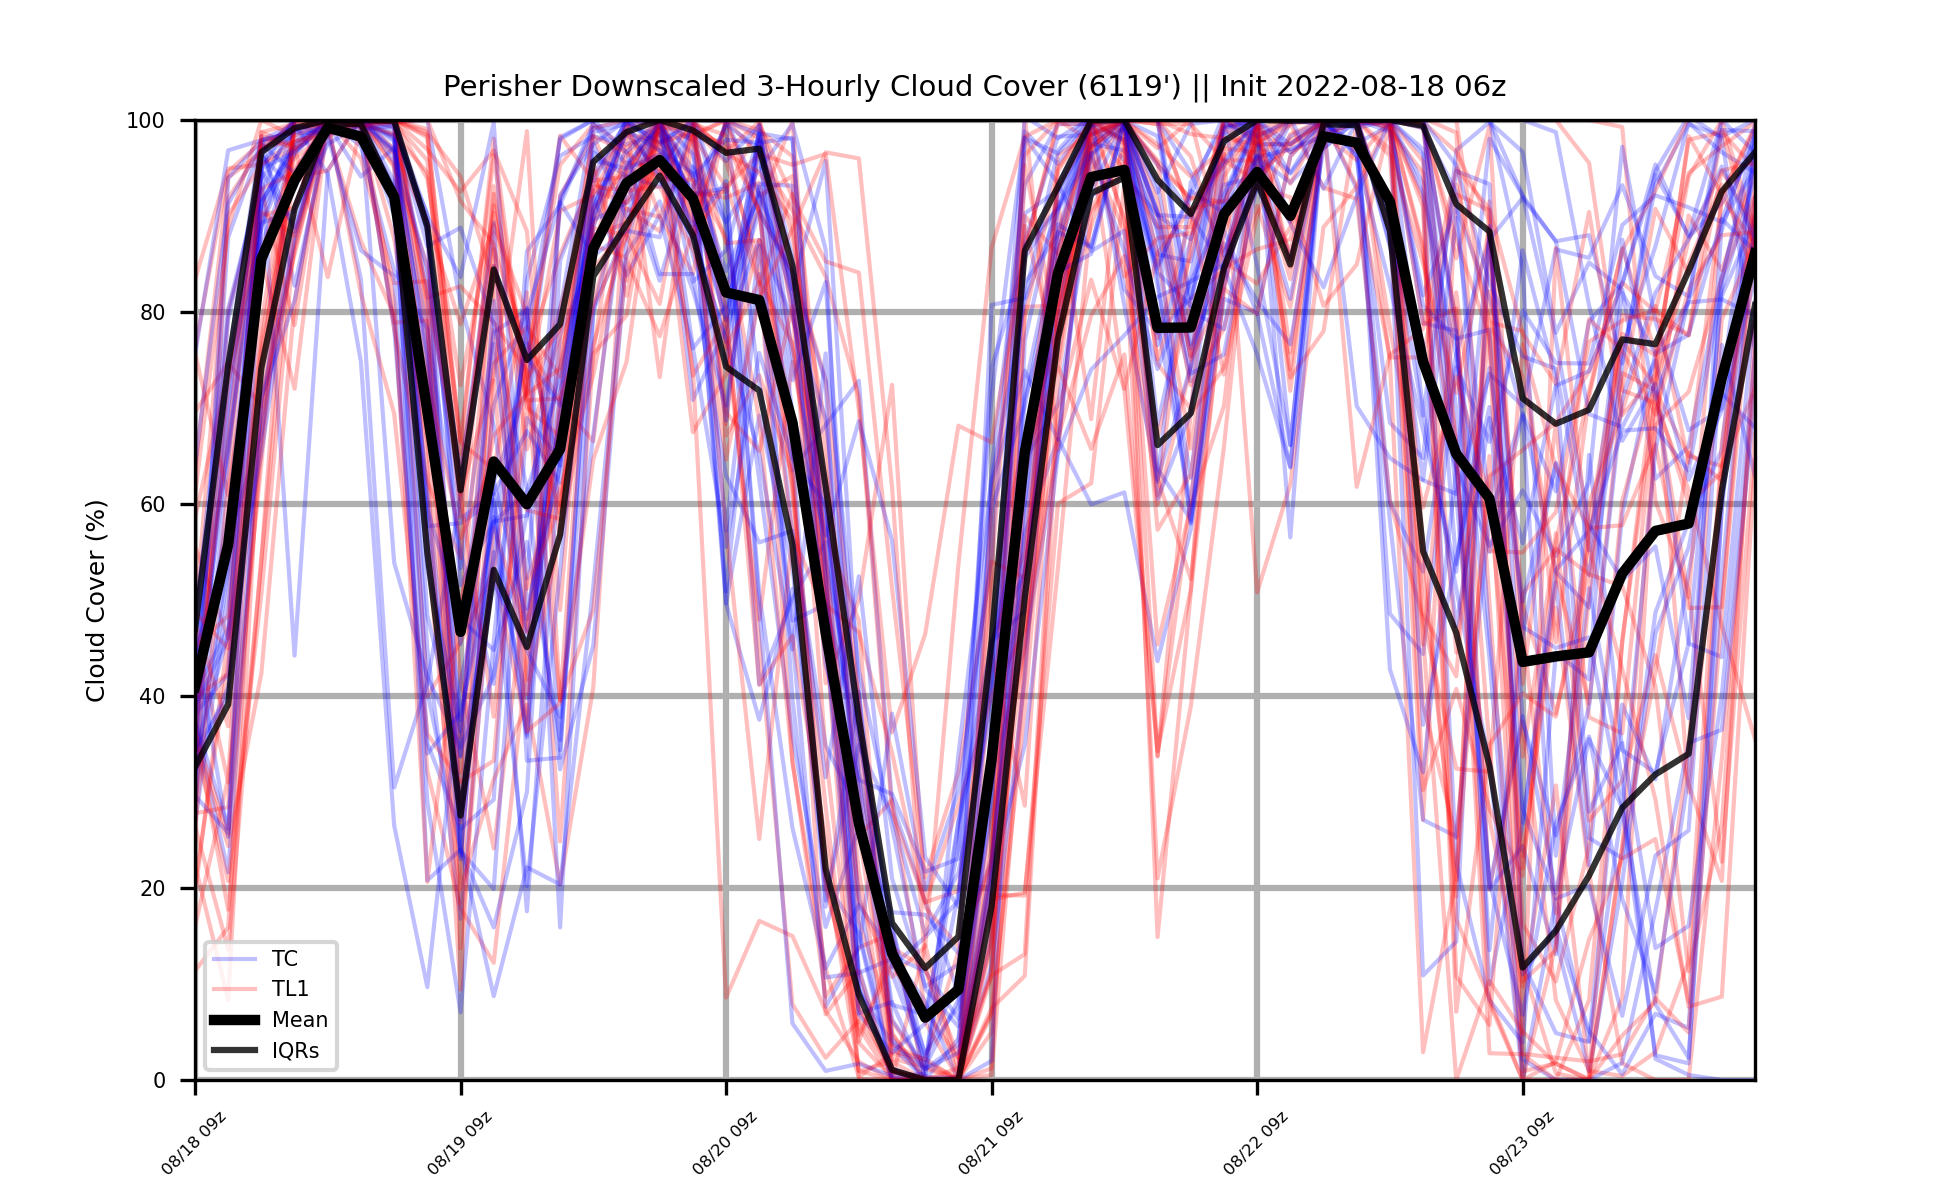 Perisher Downscaled 3-Hourly Cloud Cover (6119') || Init 2022-08-18 06z
Cloud Cover (%)
100
80
60
40
20
0
TC
TL1
Mean
IQRs
08/18 09z
08/19 09z
08/20 09z
08/21 09z
08/22 09z
08/23 09z